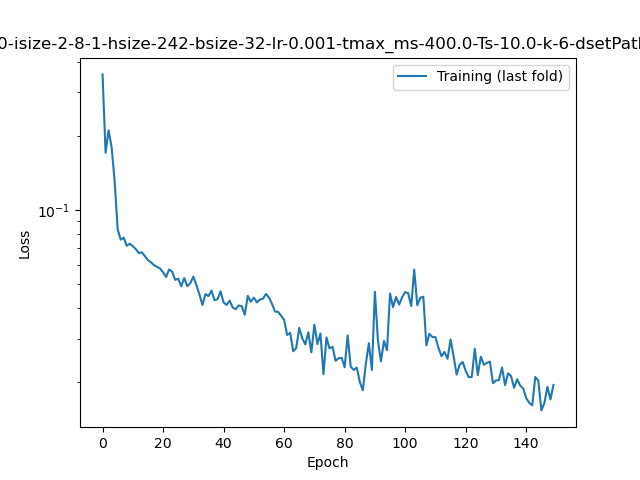 0-isize-2-8-1-hsize-242-bsize-32-lr-0.001-tmax_ms-400.0-Ts-10.0-k-6-dsetPath
Training (last fold)
10⁻¹
Loss
0 20 40 60 80 100 120 140
Epoch